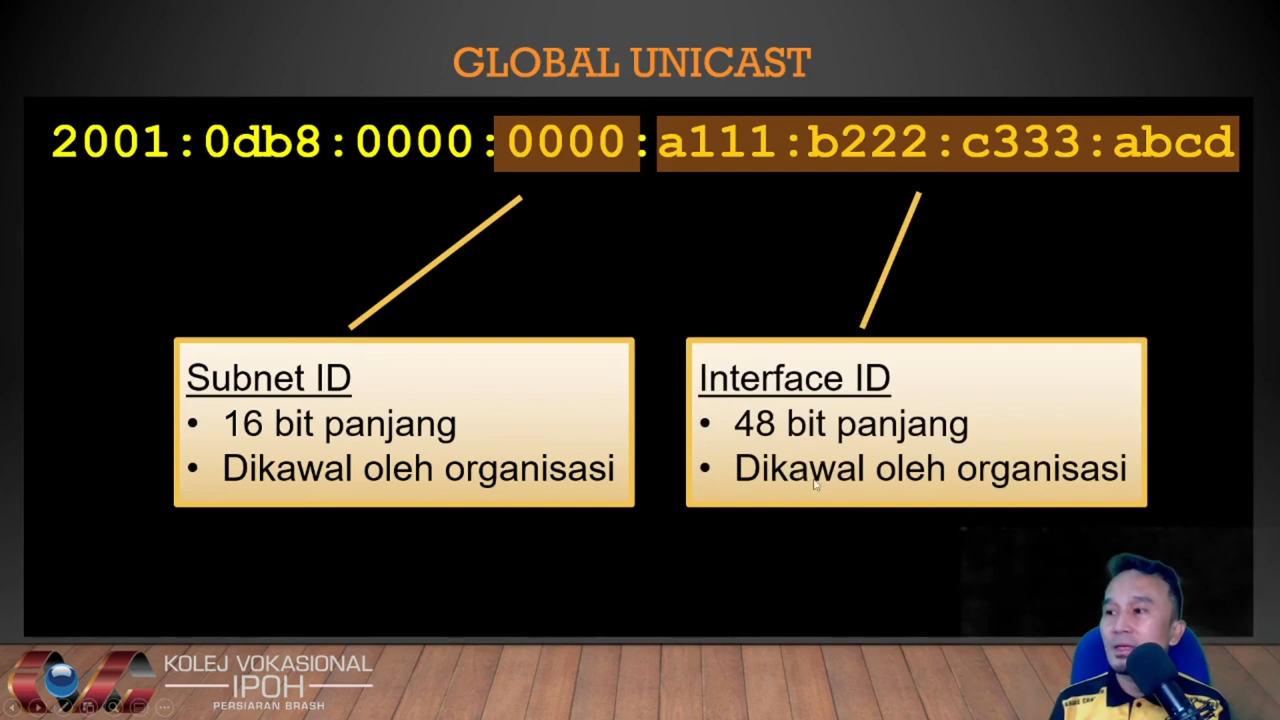 GLOBAL UNICAST
2001:0db8:0000:0000:a111:b222:c333:abcd
Subnet ID
• 16 bit panjang
• Dikawal oleh organisasi
Interface ID
• 48 bit panjang
• Dikawal oleh organisasi
KOLEJ VOKASIONAL
IPOH
PERSIARAN BRASH